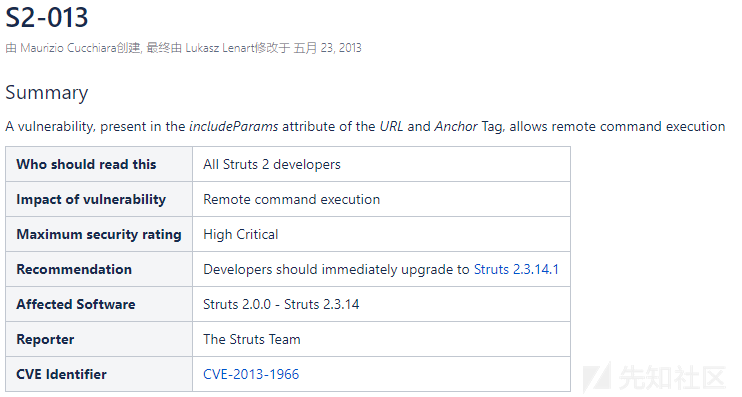 S2-013
由 Maurizio Cucchiara创建, 最终由 Lukasz Lenart修改于 五月 23, 2013
Summary
A vulnerability, present in the includeParams attribute of the URL and Anchor Tag, allows remote command execution
Who should read this All Struts 2 developers
Impact of vulnerability Remote command execution
Maximum security rating High Critical
Recommendation Developers should immediately upgrade to Struts 2.3.14.1
Affected Software Struts 2.0.0 - Struts 2.3.14
Reporter The Struts Team
CVE Identifier CVE-2013-1966
先知社区